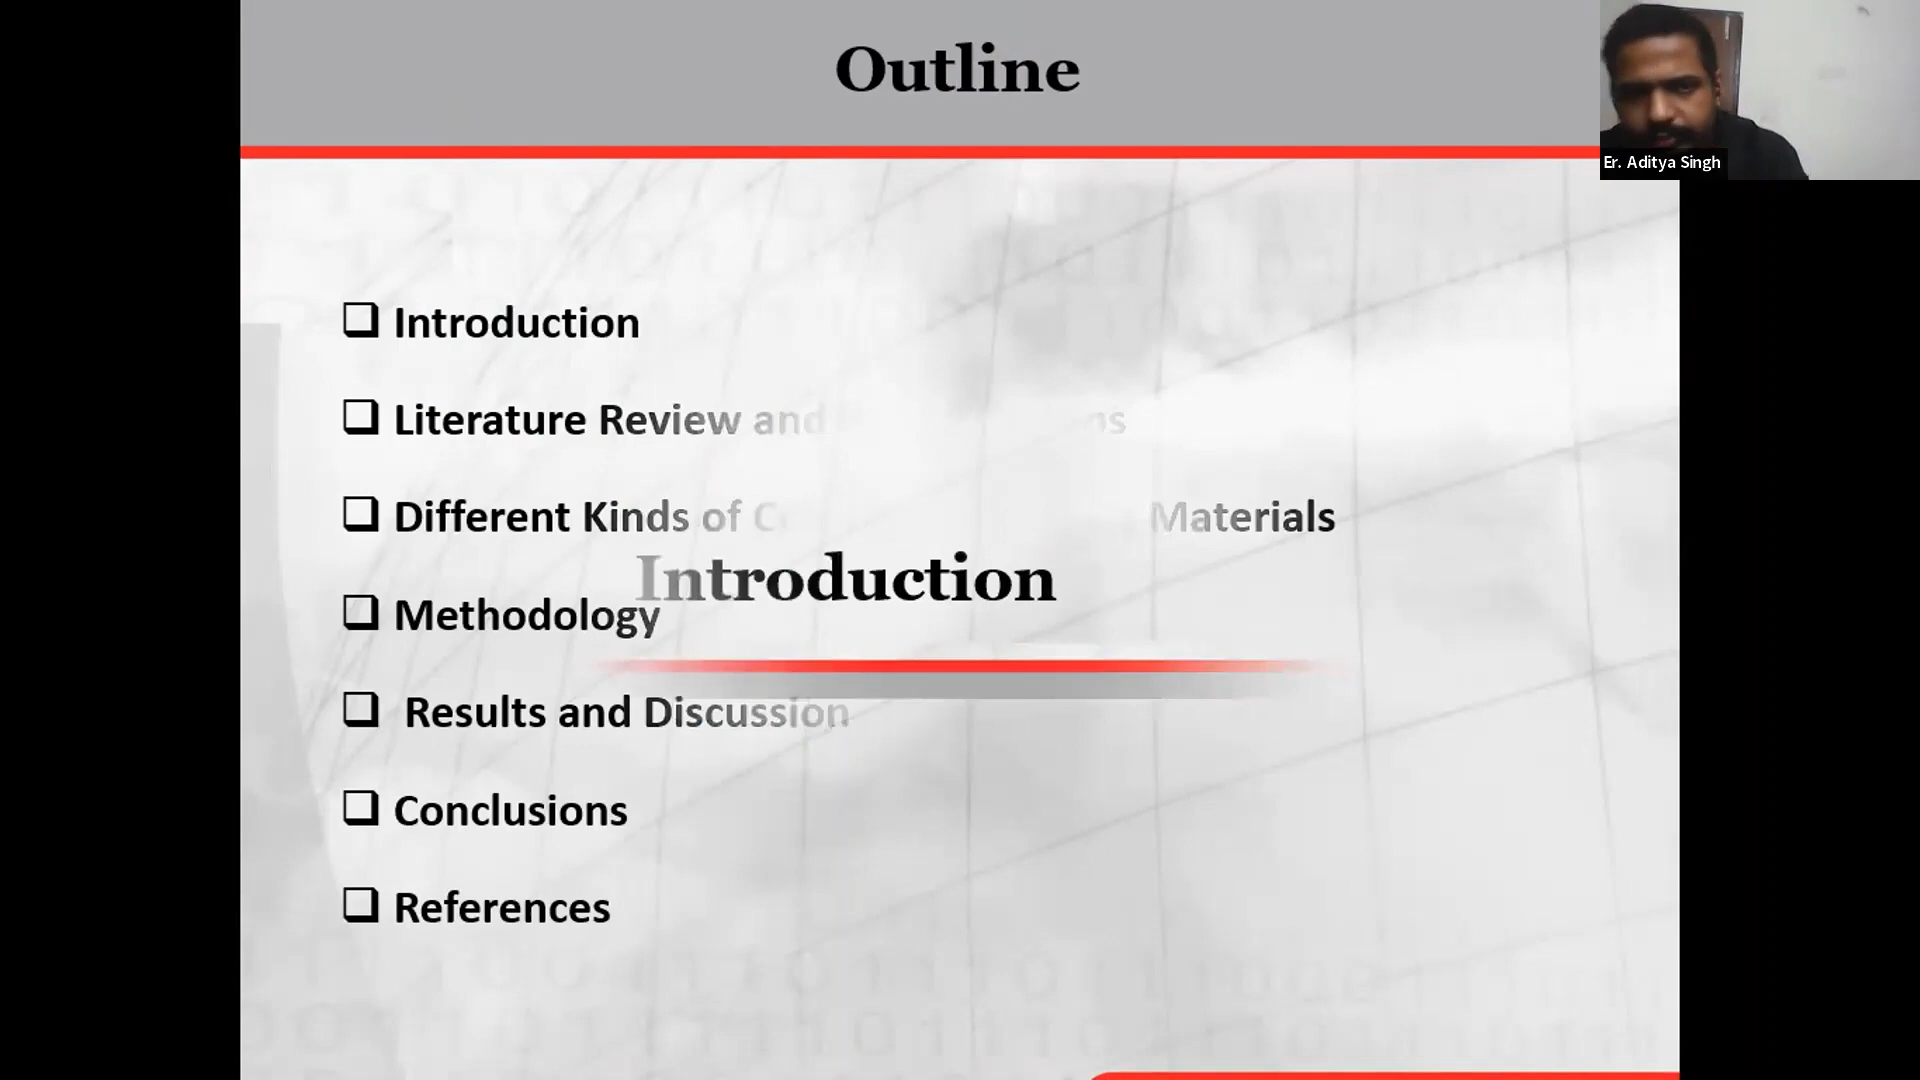 Outline
Er. Aditya Singh
Introduction
Literature Review and
Different Kinds of Materials
Introduction
Methodology
Results and Discussion
Conclusions
References